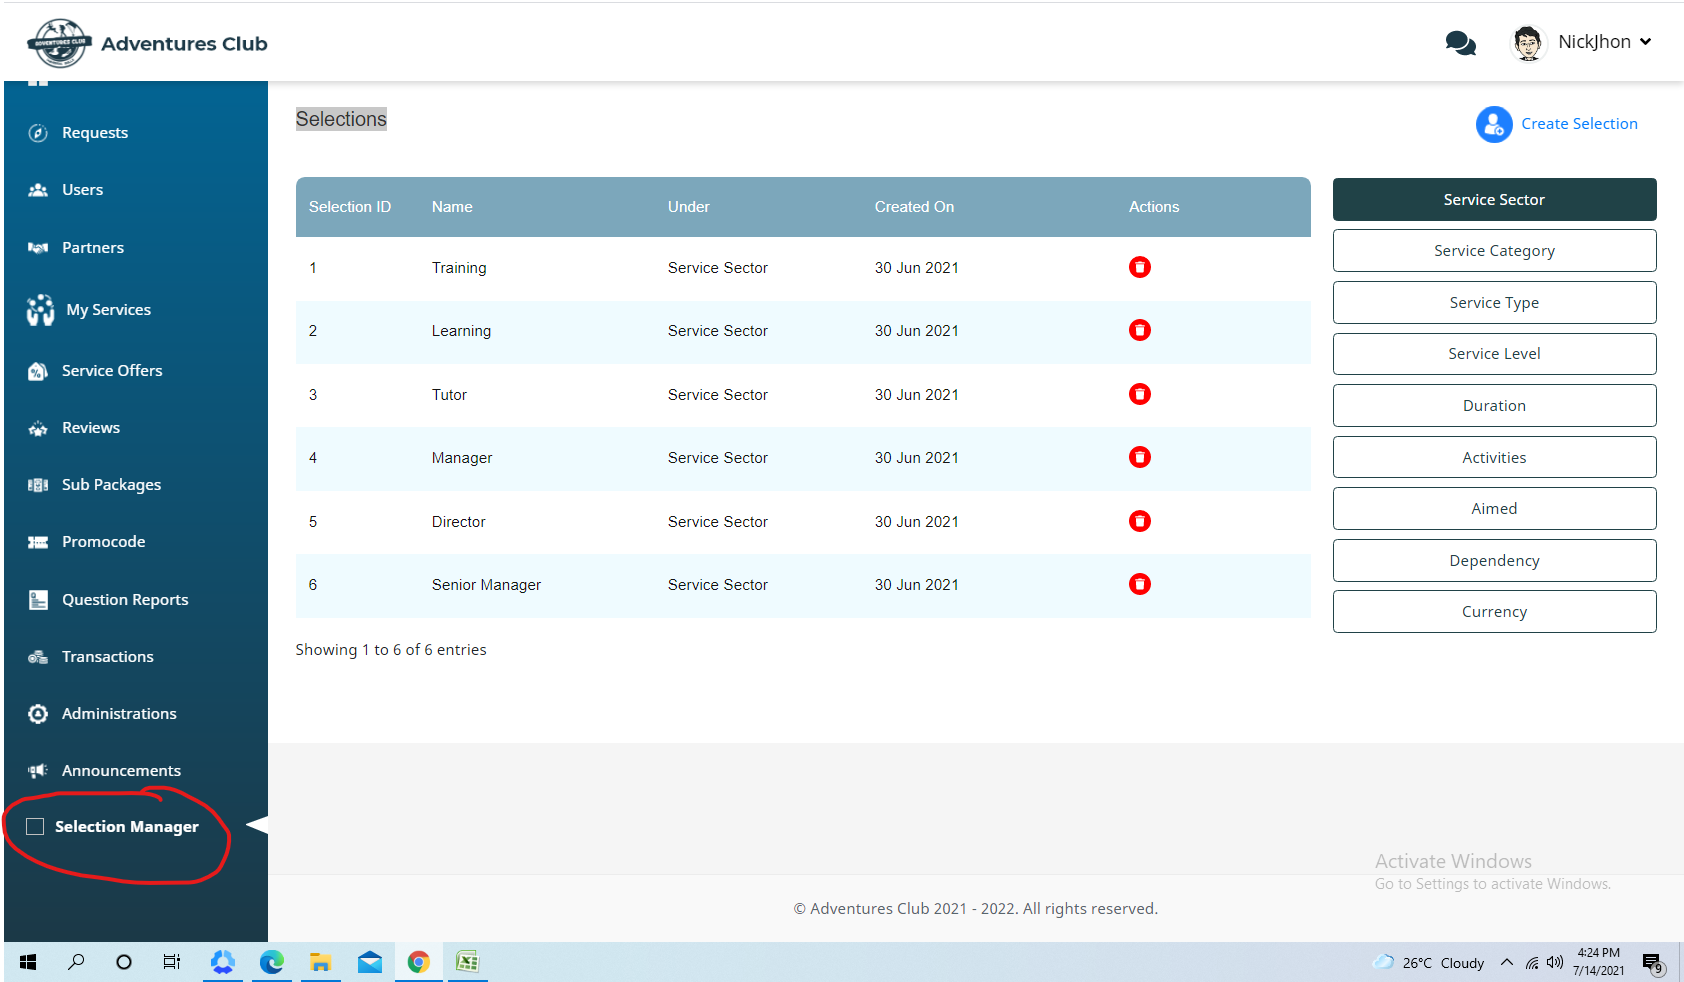 ADVENTURES CLUB
Adventures Club
NickJhon
Requests
Users
Partners
My Services
Service Offers
Reviews
Sub Packages
Promocode
Question Reports
Transactions
Administrations
Announcements
Selection Manager
Selections
Create Selection
Selection ID Name Under Created On Actions
1 Training Service Sector 30 Jun 2021
2 Learning Service Sector 30 Jun 2021
3 Tutor Service Sector 30 Jun 2021
4 Manager Service Sector 30 Jun 2021
5 Director Service Sector 30 Jun 2021
6 Senior Manager Service Sector 30 Jun 2021
Showing 1 to 6 of 6 entries
Service Sector
Service Category
Service Type
Service Level
Duration
Activities
Aimed
Dependency
Currency
Activate Windows
Go to Settings to activate Windows.
© Adventures Club 2021 - 2022. All rights reserved.
26°C Cloudy
4:24 PM
7/14/2021
9